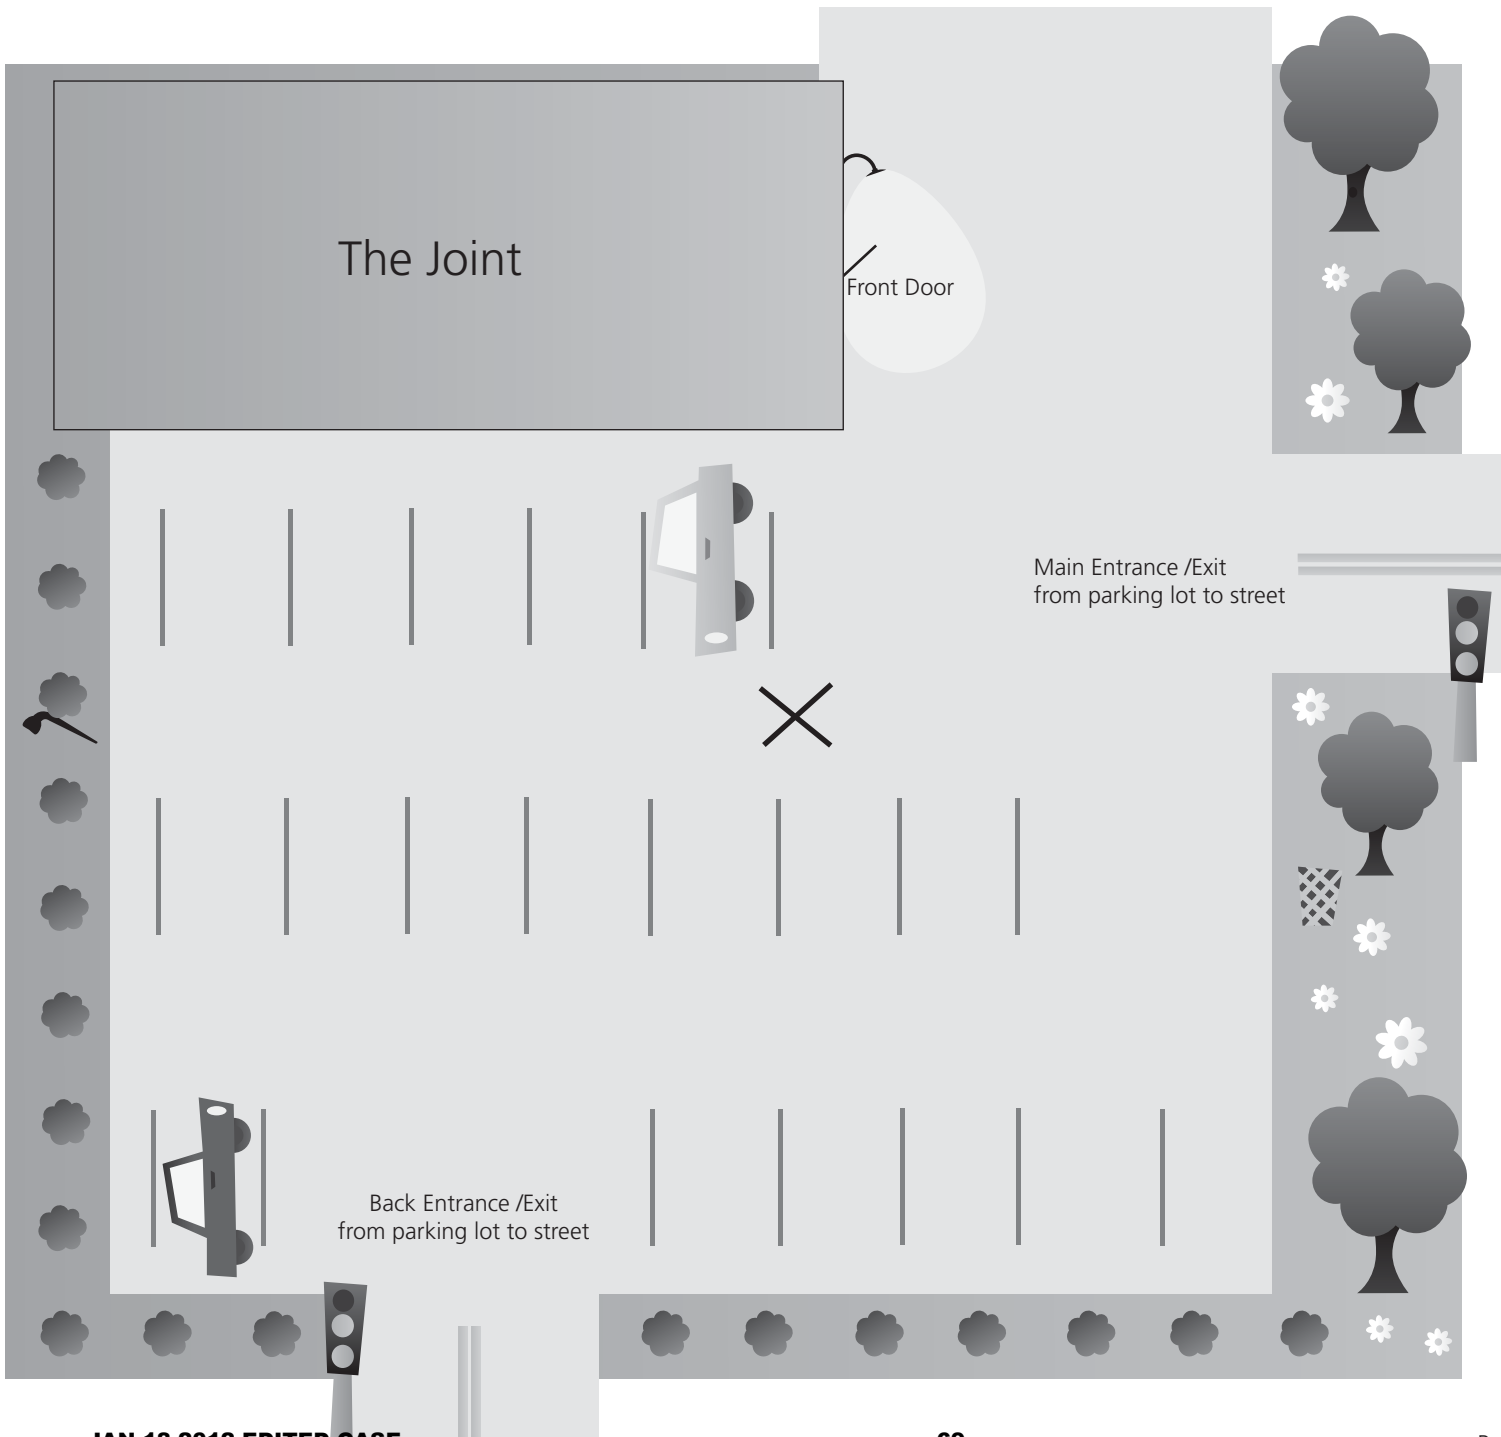 The Joint
Front Door
Main Entrance /Exit
from parking lot to street
Back Entrance /Exit
from parking lot to street